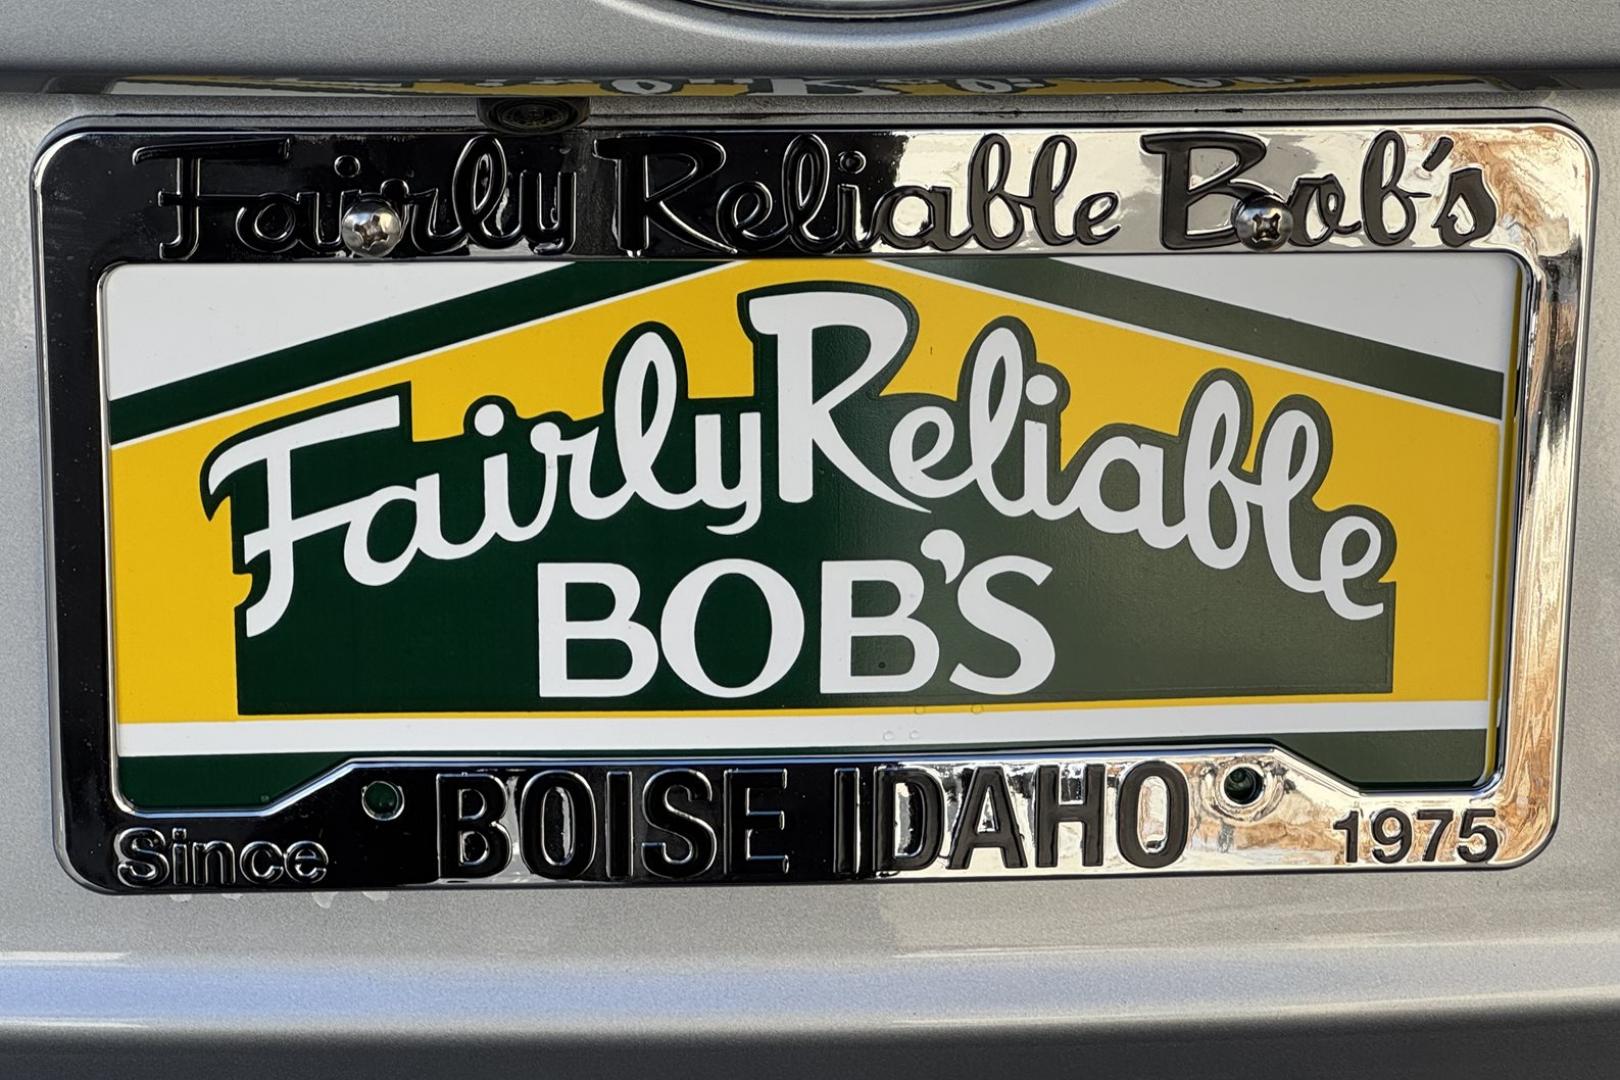 Fairly Reliable Bob's
Fairly Reliable
BOB'S
BOISE IDAHO
Since 1975